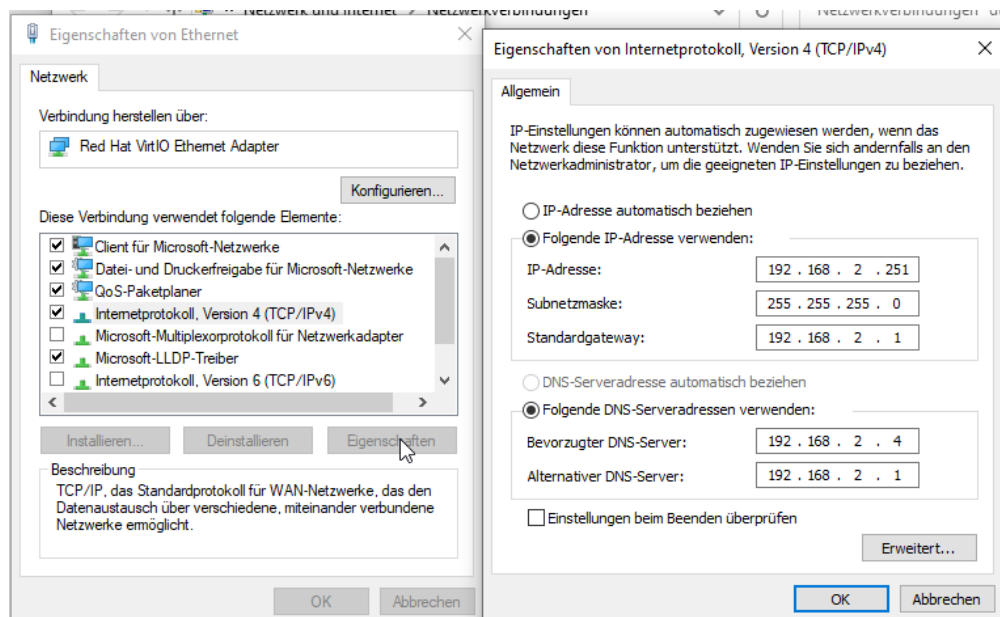 Netzwerk und Internet > Netzwerkverbindungen
Netzwerkverbindungen
Eigenschaften von Ethernet
Netzwerk
Verbindung herstellen über:
Red Hat VirtIO Ethernet Adapter
Konfigurieren...
Diese Verbindung verwendet folgende Elemente:
Client für Microsoft-Netzwerke
Datei- und Druckerfreigabe für Microsoft-Netzwerke
QoS-Paketplaner
Internetprotokoll, Version 4 (TCP/IPv4)
Microsoft-Multiplexorprotokoll für Netzwerkadapter
Microsoft-LLDP-Treiber
Internetprotokoll, Version 6 (TCP/IPv6)
Installieren...
Deinstallieren
Eigenschaften
Beschreibung
TCP/IP, das Standardprotokoll für WAN-Netzwerke, das den
Datenaustausch über verschiedene, miteinander verbundene
Netzwerke ermöglicht.
OK
Abbrechen
Eigenschaften von Internetprotokoll, Version 4 (TCP/IPv4)
Allgemein
IP-Einstellungen können automatisch zugewiesen werden, wenn das
Netzwerk diese Funktion unterstützt. Wenden Sie sich andernfalls an den
Netzwerkadministrator, um die geeigneten IP-Einstellungen zu beziehen.
IP-Adresse automatisch beziehen
Folgende IP-Adresse verwenden:
IP-Adresse: 192 . 168 . 2 . 251
Subnetzmaske: 255 . 255 . 255 . 0
Standardgateway: 192 . 168 . 2 . 1
DNS-Serveradresse automatisch beziehen
Folgende DNS-Serveradressen verwenden:
Bevorzugter DNS-Server: 192 . 168 . 2 . 4
Alternativer DNS-Server: 192 . 168 . 2 . 1
Einstellungen beim Beenden überprüfen
Erweitert...
OK
Abbrechen